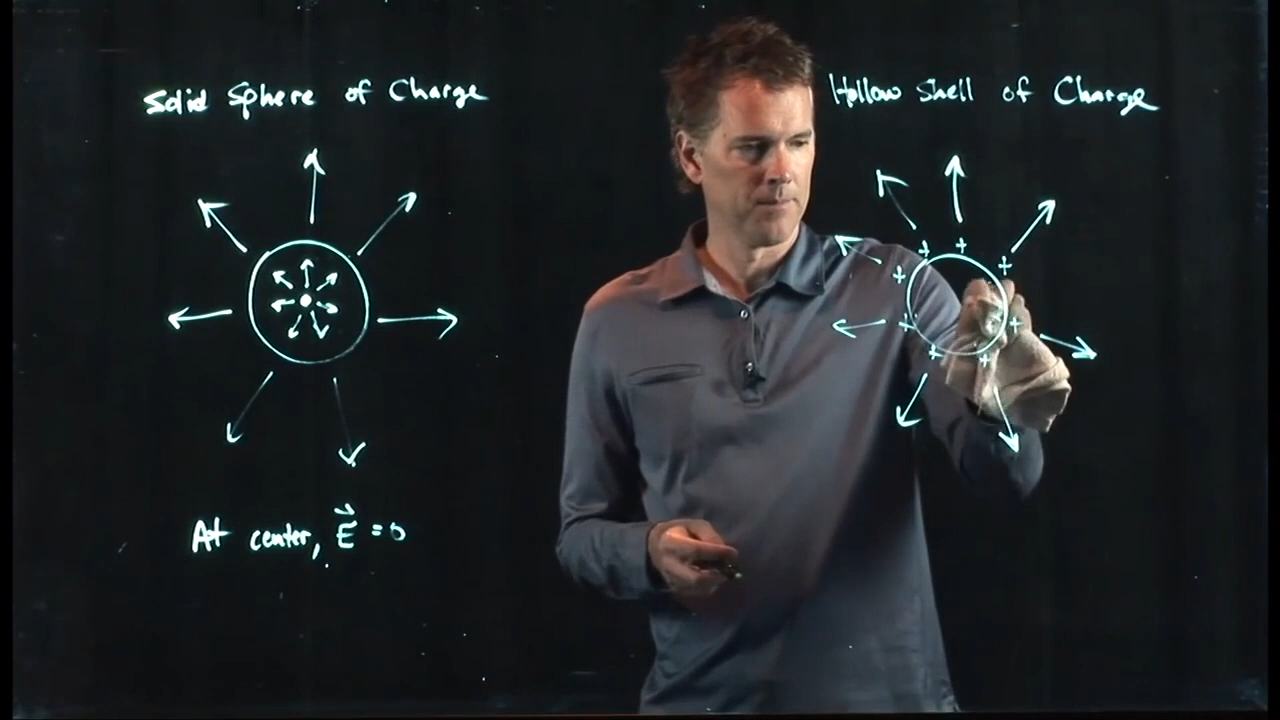 Solid Sphere of Charge
Hollow Shell of Charge
+ + + + + + + + +
At center, E⃗ = 0